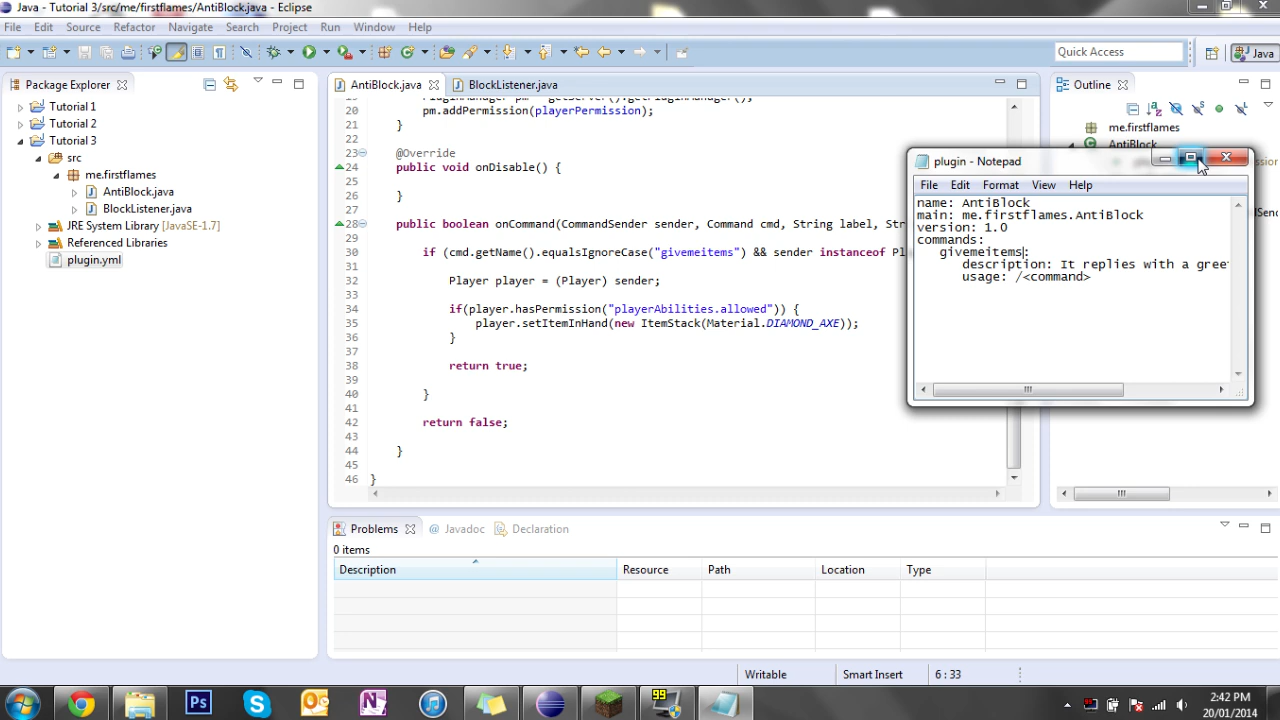 Java - Tutorial 3/src/me/firstflames/AntiBlock.java - Eclipse
File Edit Source Refactor Navigate Search Project Run Window Help
Quick Access
Java
Package Explorer
Tutorial 1
Tutorial 2
Tutorial 3
src
me.firstflames
AntiBlock.java
BlockListener.java
JRE System Library [JavaSE-1.7]
Referenced Libraries
plugin.yml
AntiBlock.java
BlockListener.java
20 pm.addPermission(playerPermission);
21 }
22
23 @Override
24 public void onDisable() {
25
26 }
27
28 public boolean onCommand(CommandSender sender, Command cmd, String label, Str
29
30 if (cmd.getName().equalsIgnoreCase("givemeitems") && sender instanceof Pl
31
32 Player player = (Player) sender;
33
34 if(player.hasPermission("playerAbilities.allowed")) {
35 player.setItemInHand(new ItemStack(Material.DIAMOND_AXE));
36 }
37
38 return true;
39
40 }
41
42 return false;
43
44 }
45
46 }
Outline
me.firstflames
AntiBlock
plugin - Notepad
File Edit Format View Help
name: AntiBlock
main: me.firstflames.AntiBlock
version: 1.0
commands:
givemeitems:
description: It replies with a gree
usage: /<command>
Problems
@ Javadoc
Declaration
0 items
Description Resource Path Location Type
Writable Smart Insert 6 : 33
Ps
99
2:42 PM
20/01/2014